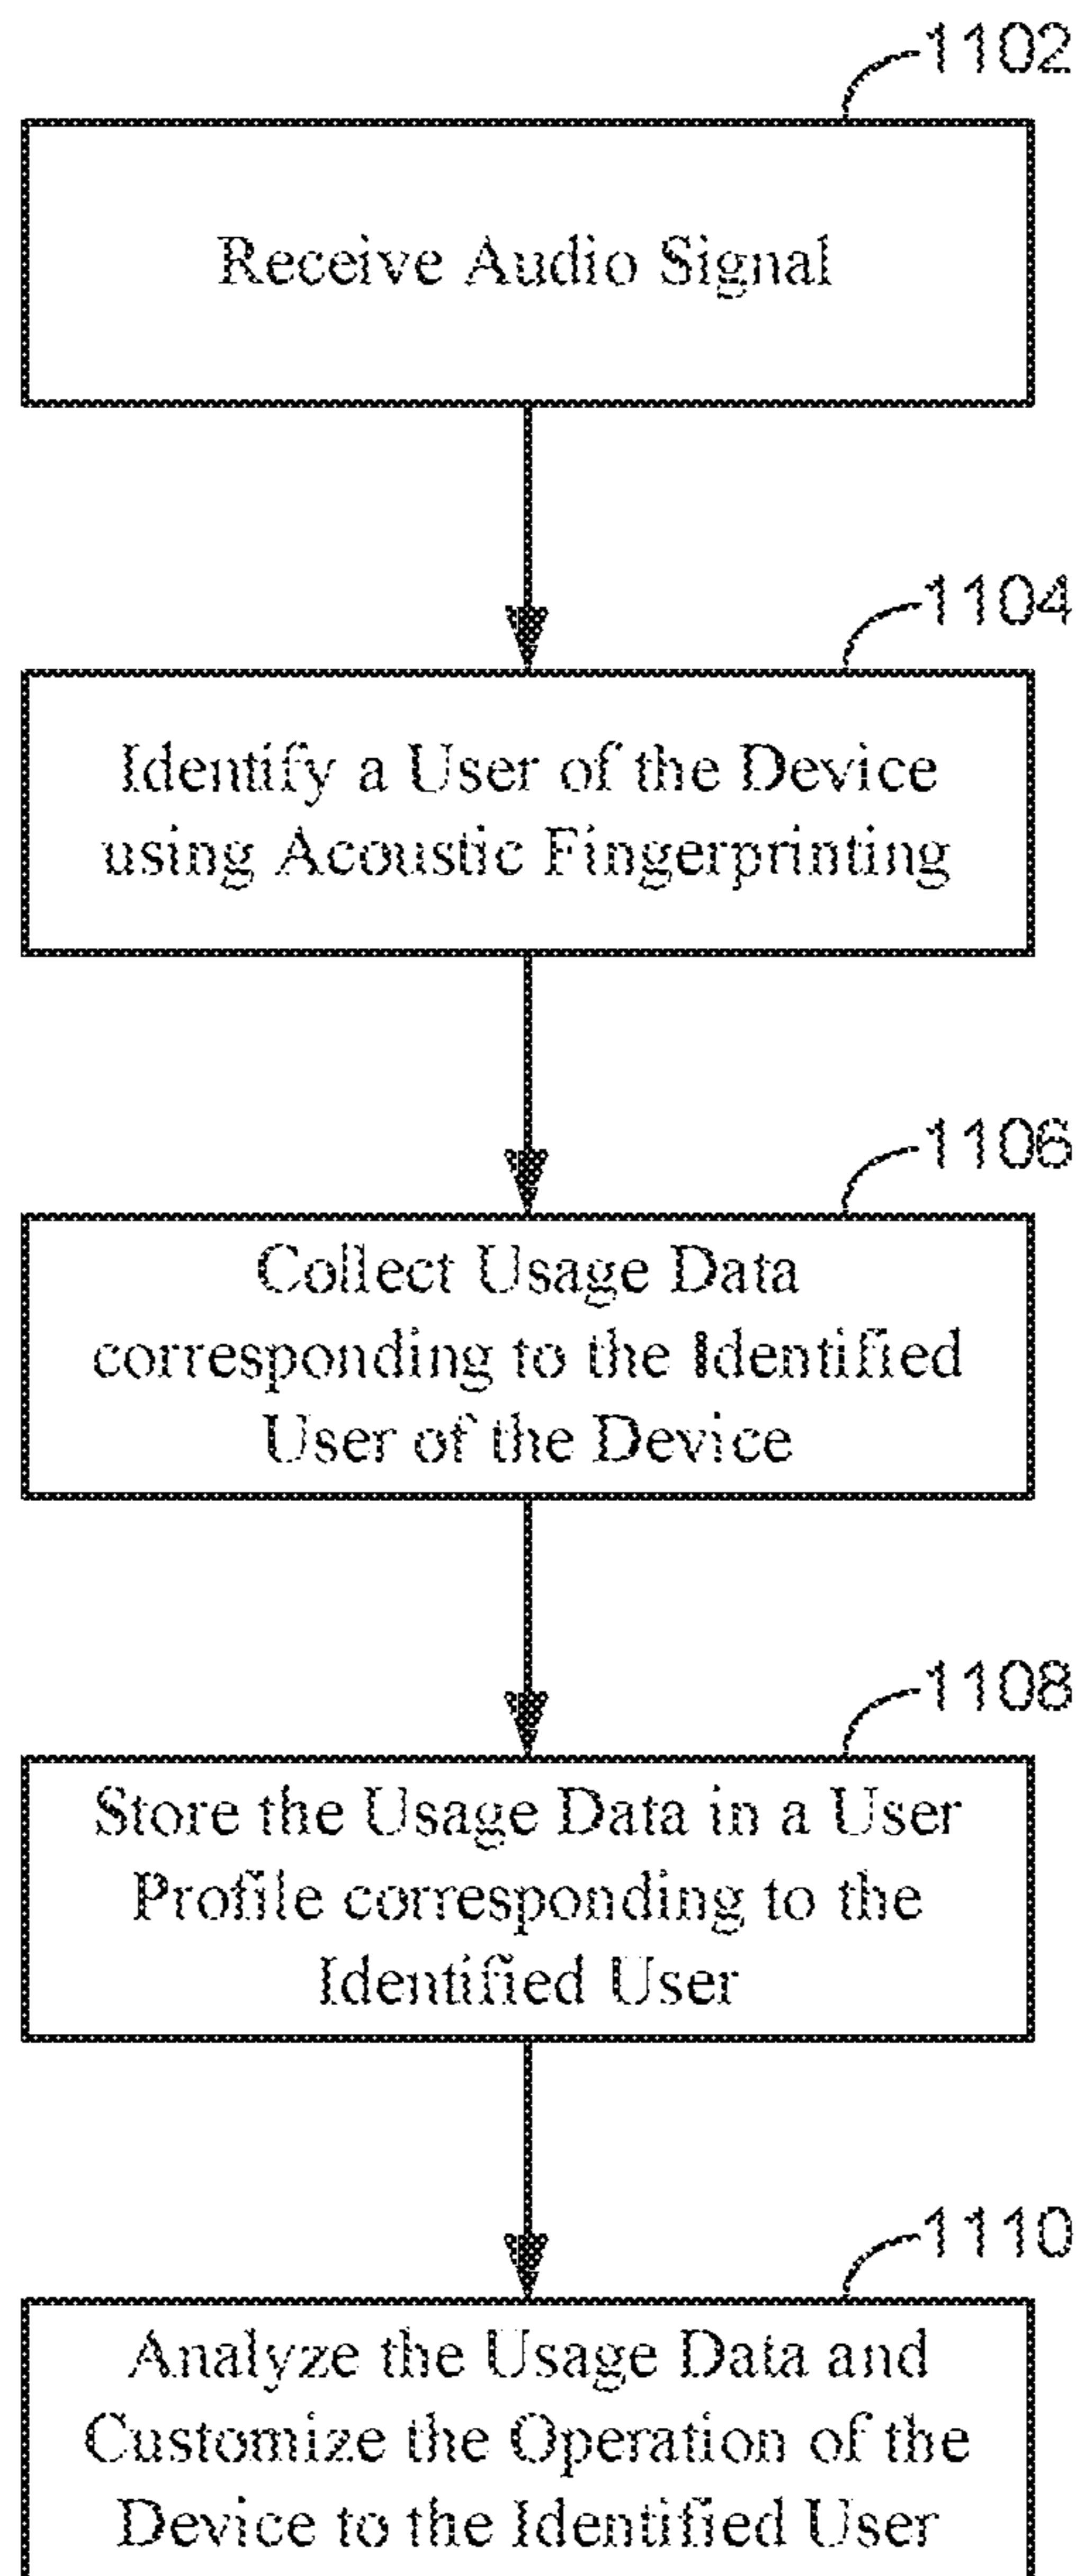 1102
Receive Audio Signal
1104
Identify a User of the Device
using Acoustic Fingerprinting
1106
Collect Usage Data
corresponding to the Identified
User of the Device
1108
Store the Usage Data in a User
Profile corresponding to the
Identified User
1110
Analyze the Usage Data and
Customize the Operation of the
Device to the Identified User